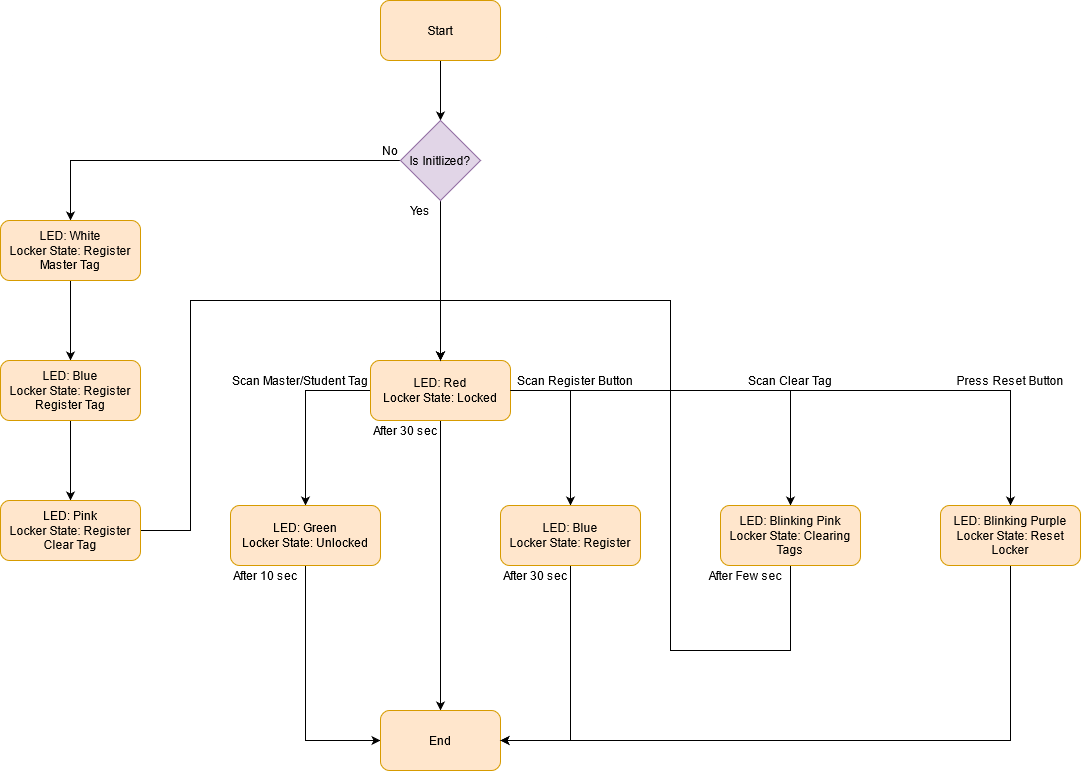 Start
Is Initlized?
No
Yes
LED: White
Locker State: Register
Master Tag
LED: Blue
Locker State: Register
Register Tag
LED: Pink
Locker State: Register
Clear Tag
Scan Master/Student Tag
LED: Red
Locker State: Locked
Scan Register Button
Scan Clear Tag
Press Reset Button
After 30 sec
LED: Green
Locker State: Unlocked
LED: Blue
Locker State: Register
LED: Blinking Pink
Locker State: Clearing
Tags
LED: Blinking Purple
Locker State: Reset
Locker
After 10 sec
After 30 sec
After Few sec
End